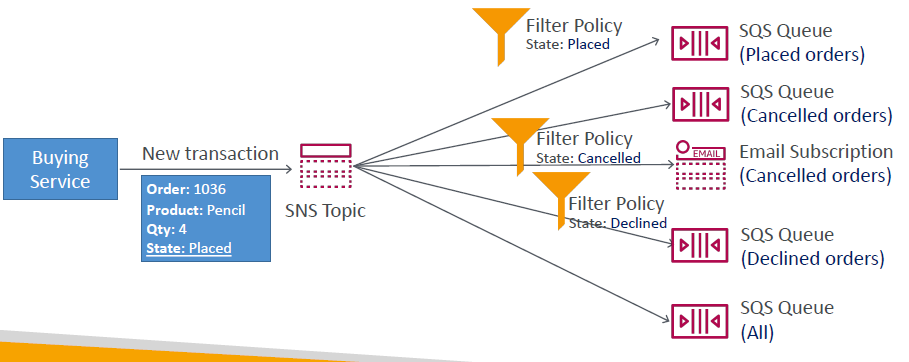 Filter Policy
State: Placed
SQS Queue
(Placed orders)
SQS Queue
(Cancelled orders)
Filter Policy
State: Cancelled
EMAIL
Email Subscription
(Cancelled orders)
Buying
Service
New transaction
Order: 1036
Product: Pencil
Qty: 4
State: Placed
SNS Topic
Filter Policy
State: Declined
SQS Queue
(Declined orders)
SQS Queue
(All)